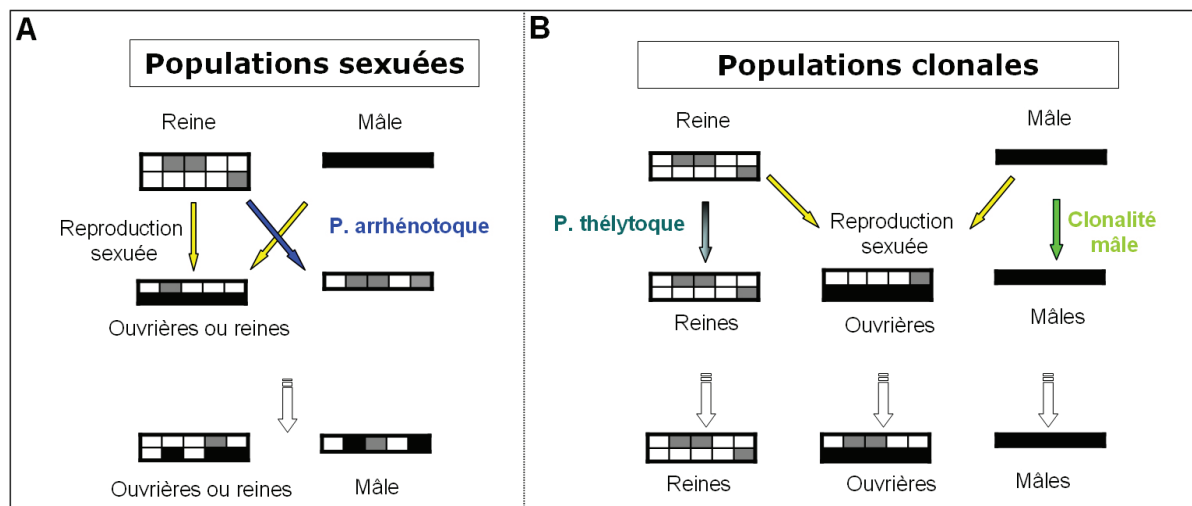 A
Populations sexuées
Reine
Mâle
Reproduction
sexuée
P. arrhénotoque
Ouvrières ou reines
Ouvrières ou reines
Mâle
B
Populations clonales
Reine
Mâle
P. thélytoque
Reproduction
sexuée
Clonalité
mâle
Reines
Ouvrières
Mâles
Reines
Ouvrières
Mâles